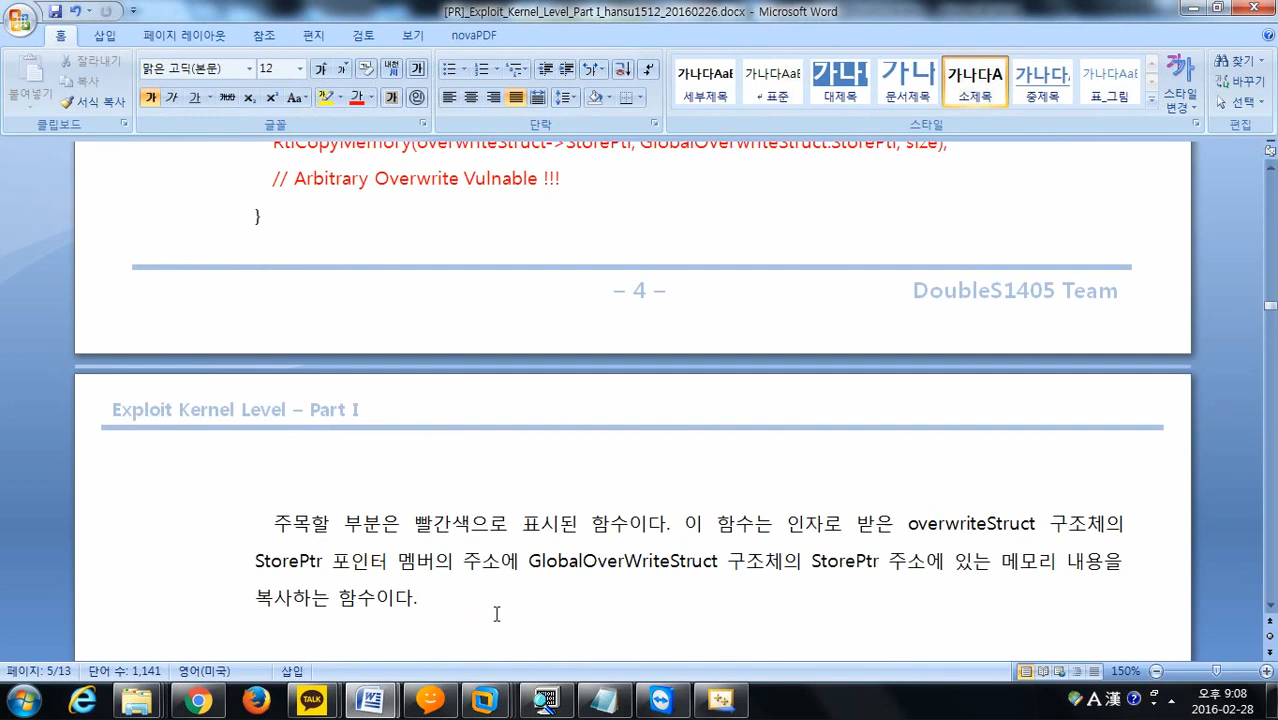 [PR]_Exploit_Kernel_Level_Part I_hansu1512_20160226.docx - Microsoft Word
홈 삽입 페이지 레이아웃 참조 편지 검토 보기 novaPDF
붙여넣기
잘라내기
복사
서식 복사
클립보드
맑은 고딕(본문) 12
글꼴
단락
가나다AaB 가나다AaB 가나 가나다 가나다A 가나다AaB 가나다AaB
세부제목 표준 대제목 문서제목 소제목 중제목 표_그림
스타일
스타일 변경
찾기
바꾸기
선택
편집
RtlCopyMemory(overwriteStruct->StorePtr, GlobalOverwriteStruct.StorePtr, size);
// Arbitrary Overwrite Vulnable !!!
}
- 4 - DoubleS1405 Team
Exploit Kernel Level – Part I
주목할 부분은 빨간색으로 표시된 함수이다. 이 함수는 인자로 받은 overwriteStruct 구조체의
StorePtr 포인터 멤버의 주소에 GlobalOverWriteStruct 구조체의 StorePtr 주소에 있는 메모리 내용을
복사하는 함수이다.
페이지: 5/13 단어 수: 1,141 영어(미국) 삽입 150%
TALK
A 漢
오후 9:08
2016-02-28